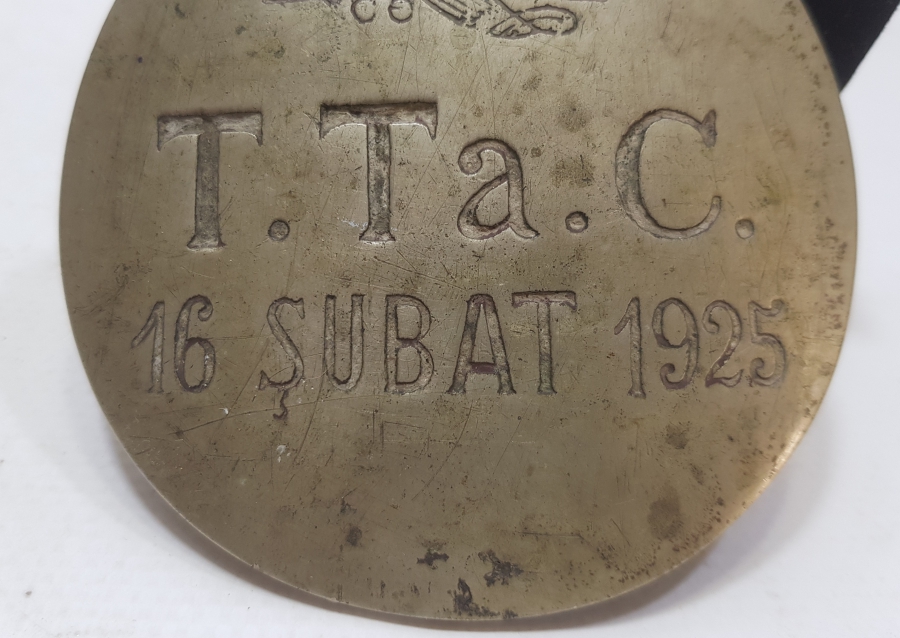 T. Ta. C.
16 ŞUBAT 1925